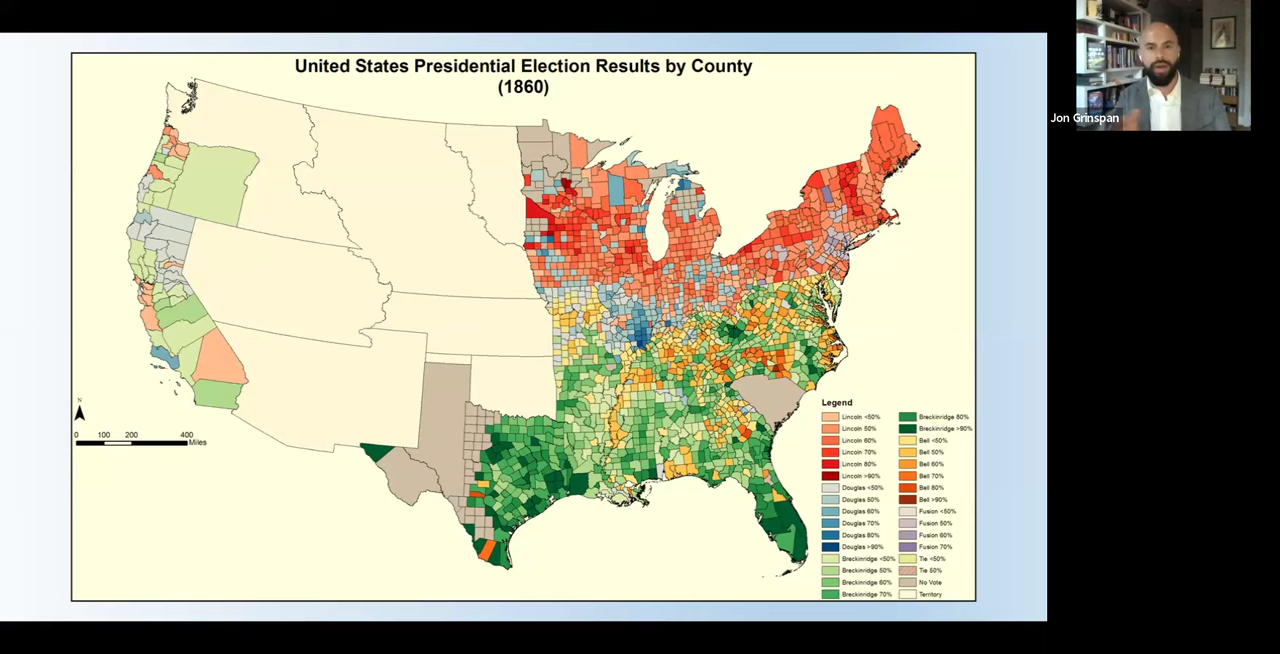 United States Presidential Election Results by County
(1860)
Jon Grinspan
N
0 100 200 400
Miles
Legend
Lincoln <50%
Lincoln 50%
Lincoln 60%
Lincoln 70%
Lincoln 80%
Lincoln >90%
Douglas <50%
Douglas 50%
Douglas 60%
Douglas 70%
Douglas 80%
Douglas >90%
Breckinridge <50%
Breckinridge 50%
Breckinridge 60%
Breckinridge 70%
Breckinridge 80%
Breckinridge >90%
Bell <50%
Bell 50%
Bell 60%
Bell 70%
Bell 80%
Bell >90%
Fusion <50%
Fusion 50%
Fusion 60%
Fusion 70%
Tie <50%
Tie 50%
No Vote
Territory